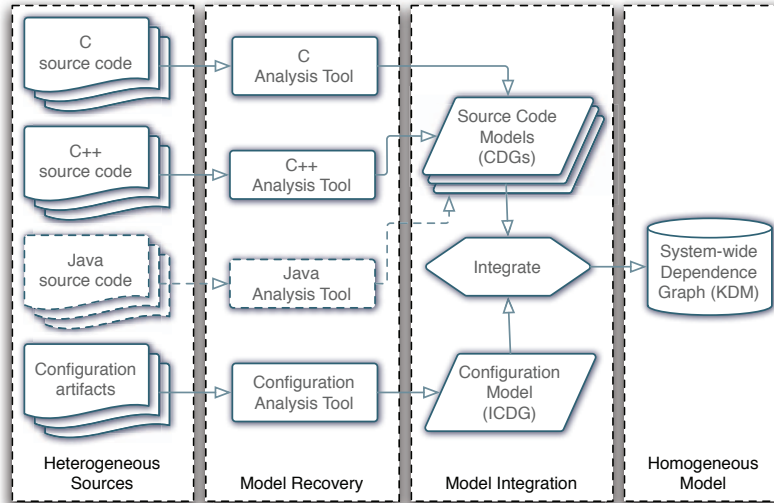 C
source code
C
Analysis Tool
Source Code
Models
(CDGs)
C++
source code
C++
Analysis Tool
Java
source code
Java
Analysis Tool
Integrate
System-wide
Dependence
Graph (KDM)
Configuration
artifacts
Configuration
Analysis Tool
Configuration
Model
(ICDG)
Heterogeneous
Sources
Model Recovery
Model Integration
Homogeneous
Model